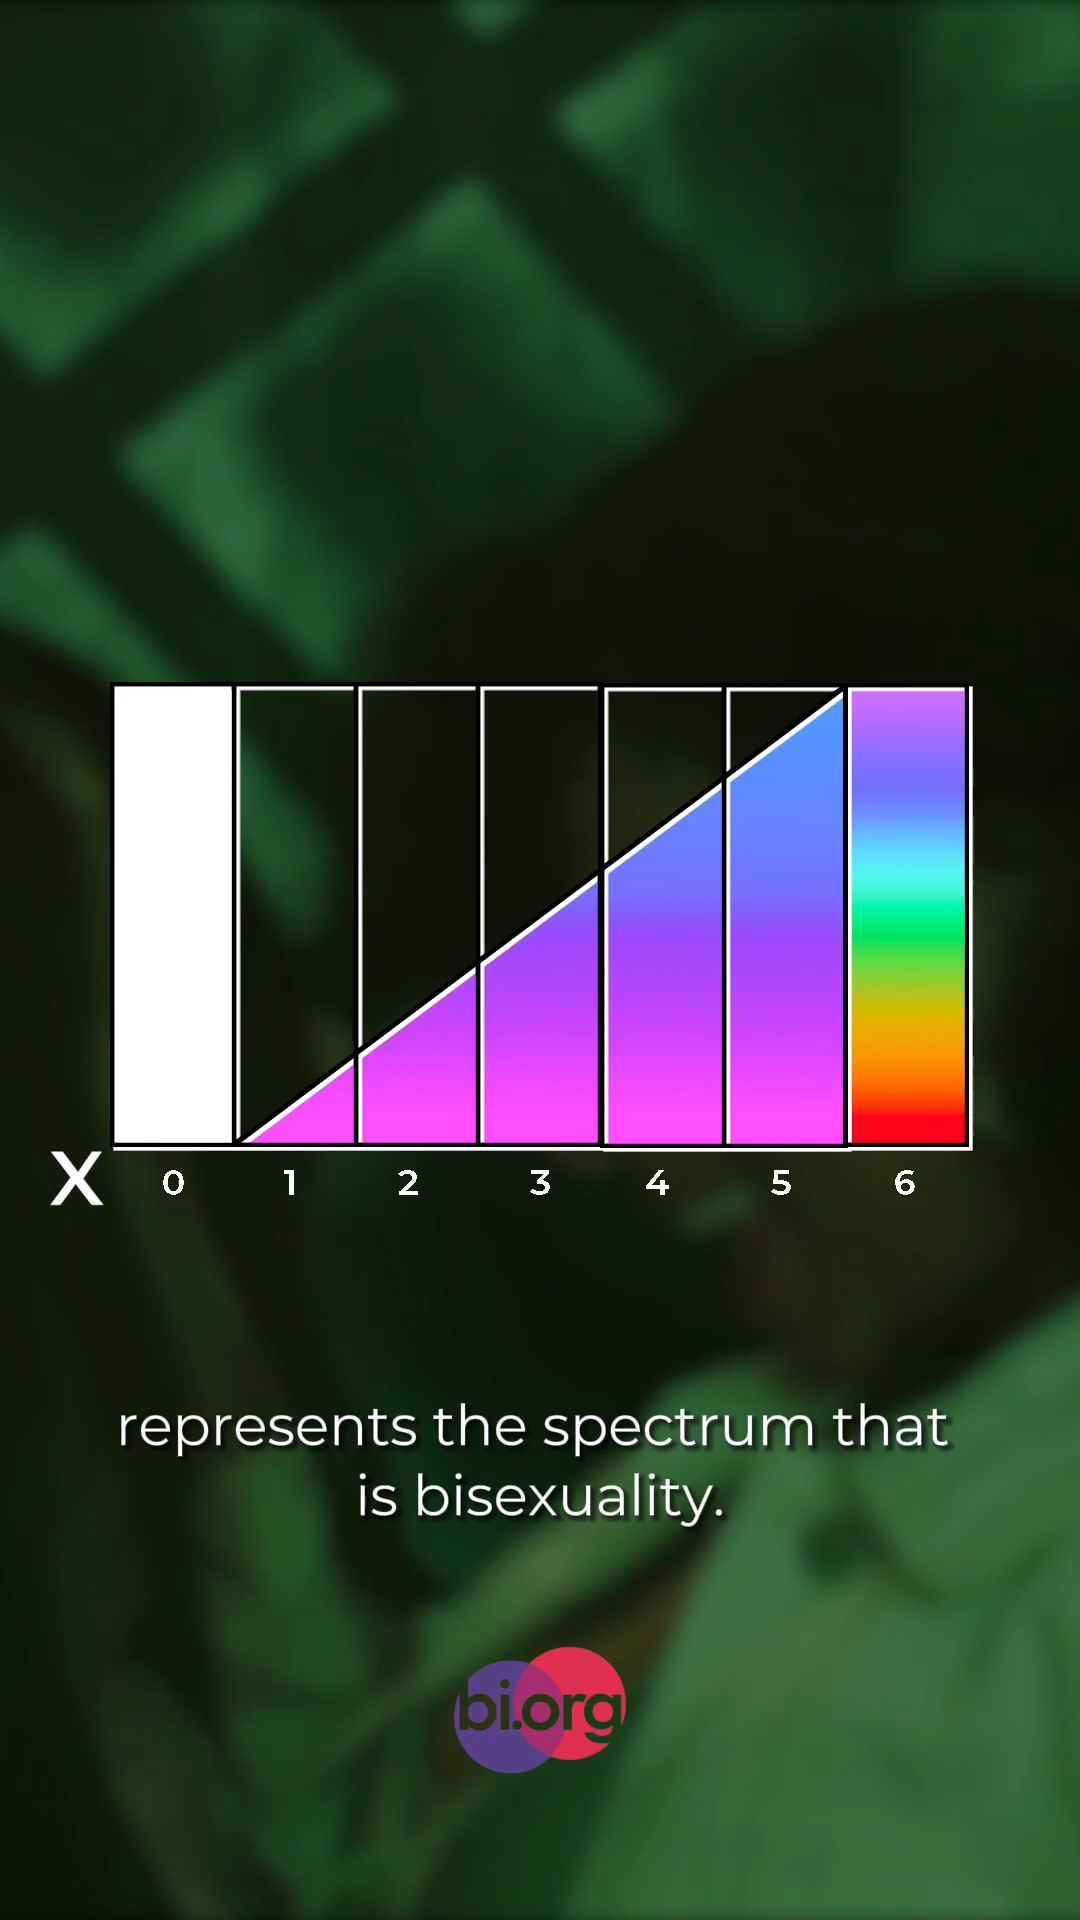 X 0 1 2 3 4 5 6
represents the spectrum that
is bisexuality.
bi.org